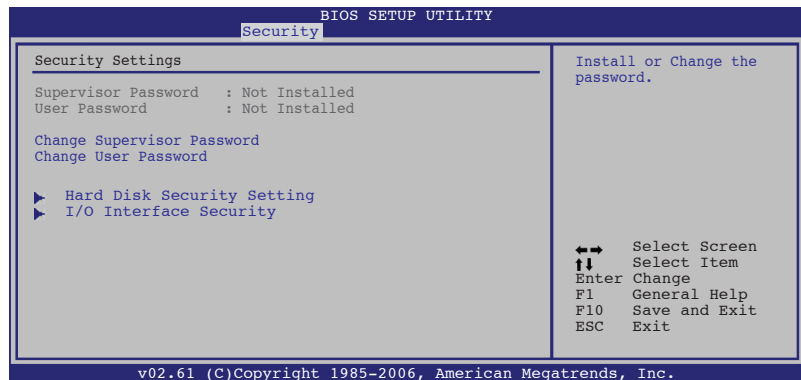 BIOS SETUP UTILITY
Security
Security Settings
Supervisor Password : Not Installed
User Password : Not Installed
Change Supervisor Password
Change User Password
Hard Disk Security Setting
I/O Interface Security
Install or Change the
password.
Select Screen
Select Item
Enter Change
F1 General Help
F10 Save and Exit
ESC Exit
v02.61 (C)Copyright 1985-2006, American Megatrends, Inc.